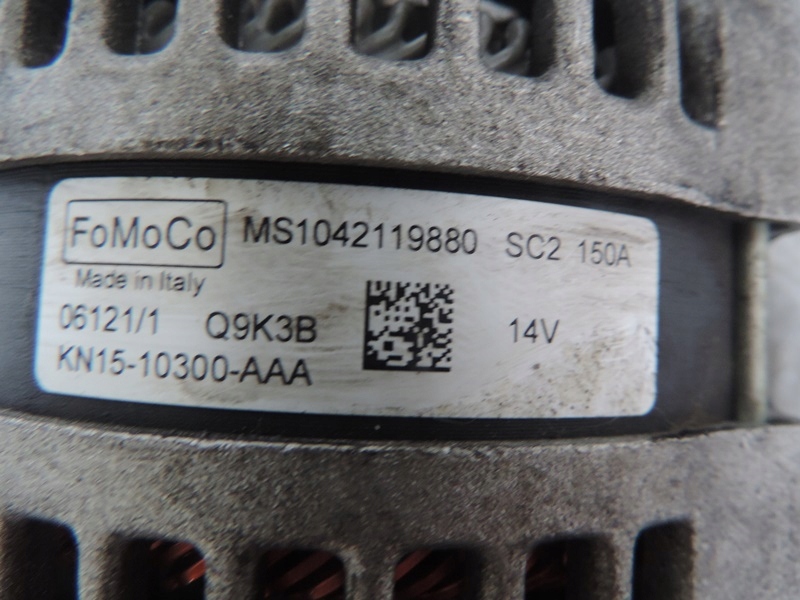 FoMoCo MS1042119880 SC2 150A
Made in Italy
06121/1 Q9K3B 14V
KN15-10300-AAA